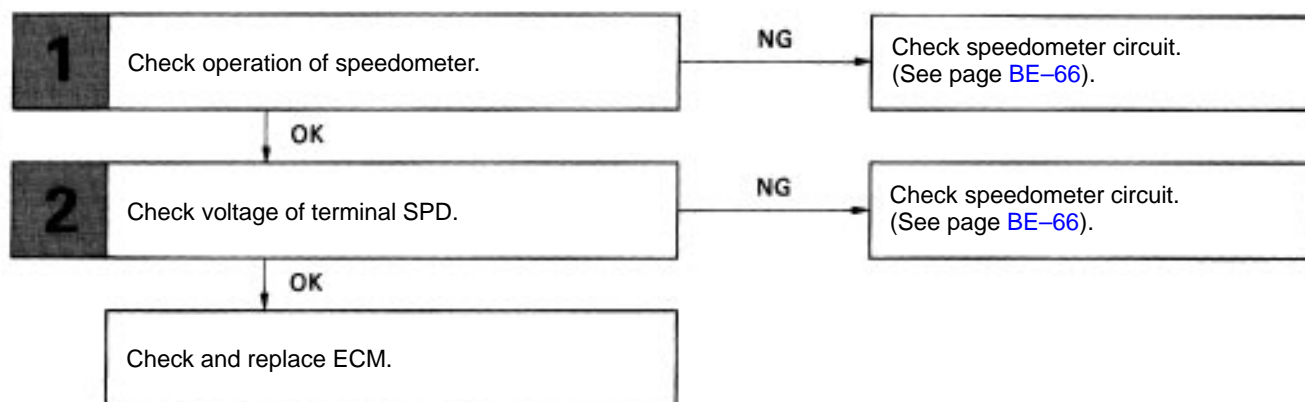 1
Check operation of speedometer.
NG
Check speedometer circuit.
(See page BE–66).
OK
2
Check voltage of terminal SPD.
NG
Check speedometer circuit.
(See page BE–66).
OK
Check and replace ECM.